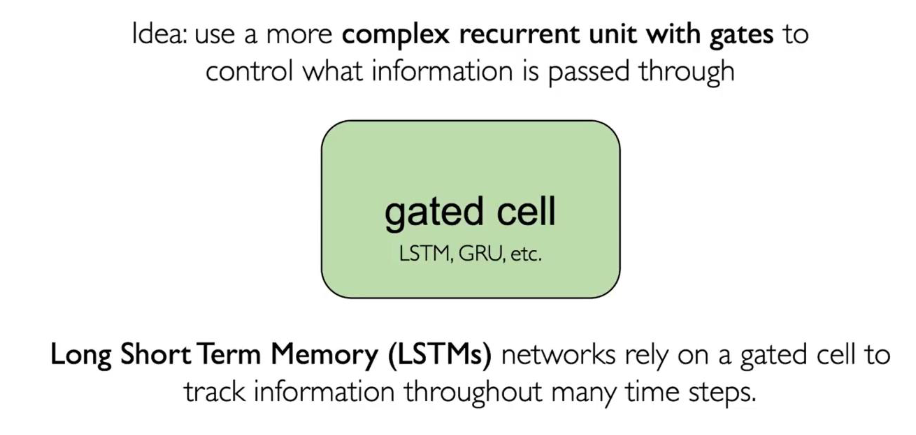 Idea: use a more complex recurrent unit with gates to
control what information is passed through
gated cell
LSTM, GRU, etc.
Long Short Term Memory (LSTMs) networks rely on a gated cell to
track information throughout many time steps.